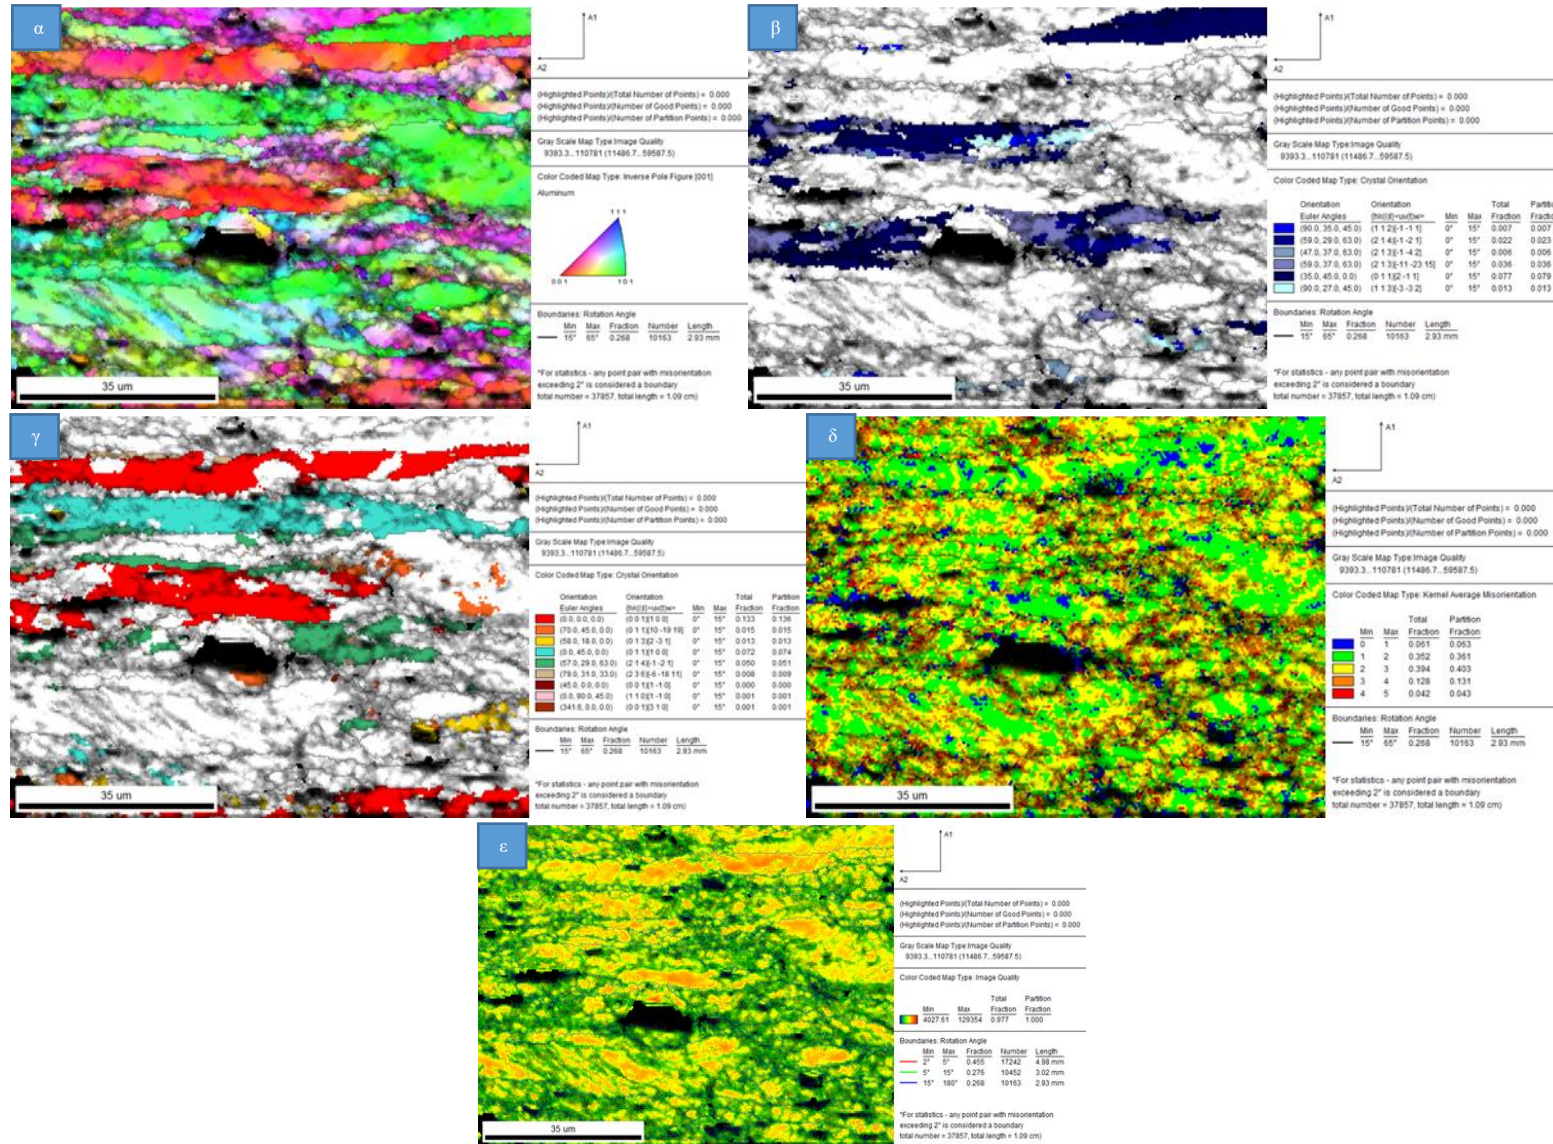 α
A1
A2
(Highlighted Points)/(Total Number of Points) = 0.000
(Highlighted Points)/(Number of Good Points) = 0.000
(Highlighted Points)/(Number of Partition Points) = 0.000
Gray Scale Map Type:Image Quality
9393.3...110781 (11486.7...59587.5)
Color Coded Map Type: Inverse Pole Figure [001]
Aluminum
1 1 1
0 0 1 1 0 1
Boundaries: Rotation Angle
Min Max Fraction Number Length
15° 65° 0.268 10163 2.93 mm
*For statistics - any point pair with misorientation
exceeding 2° is considered a boundary
total number = 37857, total length = 1.09 cm)
35 um
β
A1
A2
(Highlighted Points)/(Total Number of Points) = 0.000
(Highlighted Points)/(Number of Good Points) = 0.000
(Highlighted Points)/(Number of Partition Points) = 0.000
Gray Scale Map Type:Image Quality
9393.3...110781 (11486.7...59587.5)
Color Coded Map Type: Crystal Orientation
Orientation Orientation Total Partiti
Euler Angles (hk(i)l)<uv(t)w> Min Max Fraction Fractic
(90.0, 35.0, 45.0) (1 1 2)[-1 -1 1] 0° 15° 0.007 0.007
(59.0, 29.0, 63.0) (2 1 4)[-1 -2 1] 0° 15° 0.022 0.023
(47.0, 37.0, 63.0) (2 1 3)[-1 -4 2] 0° 15° 0.006 0.006
(59.0, 37.0, 63.0) (2 1 3)[-11 -23 15] 0° 15° 0.036 0.036
(35.0, 45.0, 0.0) (0 1 1)[2 -1 1] 0° 15° 0.077 0.079
(90.0, 27.0, 45.0) (1 1 3)[-3 -3 2] 0° 15° 0.013 0.013
Boundaries: Rotation Angle
Min Max Fraction Number Length
15° 65° 0.268 10163 2.93 mm
*For statistics - any point pair with misorientation
exceeding 2° is considered a boundary
total number = 37857, total length = 1.09 cm)
35 um
γ
A1
A2
(Highlighted Points)/(Total Number of Points) = 0.000
(Highlighted Points)/(Number of Good Points) = 0.000
(Highlighted Points)/(Number of Partition Points) = 0.000
Gray Scale Map Type:Image Quality
9393.3...110781 (11486.7...59587.5)
Color Coded Map Type: Crystal Orientation
Orientation Orientation Total Partition
Euler Angles (hk(i)l)<uv(t)w> Min Max Fraction Fraction
(0.0, 0.0, 0.0) (0 0 1)[1 0 0] 0° 15° 0.133 0.136
(70.0, 45.0, 0.0) (0 1 1)[10 -19 19] 0° 15° 0.015 0.015
(58.0, 18.0, 0.0) (0 1 3)[2 -3 1] 0° 15° 0.013 0.013
(0.0, 45.0, 0.0) (0 1 1)[1 0 0] 0° 15° 0.072 0.074
(57.0, 29.0, 63.0) (2 1 4)[-1 -2 1] 0° 15° 0.050 0.051
(79.0, 31.0, 33.0) (2 3 6)[-6 -18 11] 0° 15° 0.008 0.009
(45.0, 0.0, 0.0) (0 0 1)[1 -1 0] 0° 15° 0.000 0.000
(0.0, 90.0, 45.0) (1 1 0)[1 -1 0] 0° 15° 0.001 0.001
(341.6, 0.0, 0.0) (0 0 1)[3 1 0] 0° 15° 0.001 0.001
Boundaries: Rotation Angle
Min Max Fraction Number Length
15° 65° 0.268 10163 2.93 mm
*For statistics - any point pair with misorientation
exceeding 2° is considered a boundary
total number = 37857, total length = 1.09 cm)
35 um
δ
A1
A2
(Highlighted Points)/(Total Number of Points) = 0.000
(Highlighted Points)/(Number of Good Points) = 0.000
(Highlighted Points)/(Number of Partition Points) = 0.000
Gray Scale Map Type:Image Quality
9393.3...110781 (11486.7...59587.5)
Color Coded Map Type: Kernel Average Misorientation
Total Partition
Min Max Fraction Fraction
0 1 0.061 0.063
1 2 0.352 0.361
2 3 0.394 0.403
3 4 0.128 0.131
4 5 0.042 0.043
Boundaries: Rotation Angle
Min Max Fraction Number Length
15° 65° 0.268 10163 2.93 mm
*For statistics - any point pair with misorientation
exceeding 2° is considered a boundary
total number = 37857, total length = 1.09 cm)
35 um
ε
A1
A2
(Highlighted Points)/(Total Number of Points) = 0.000
(Highlighted Points)/(Number of Good Points) = 0.000
(Highlighted Points)/(Number of Partition Points) = 0.000
Gray Scale Map Type:Image Quality
9393.3...110781 (11486.7...59587.5)
Color Coded Map Type: Image Quality
Total Partition
Min Max Fraction Fraction
4027.61 129354 0.977 1.000
Boundaries: Rotation Angle
Min Max Fraction Number Length
2° 5° 0.455 17242 4.98 mm
5° 15° 0.276 10452 3.02 mm
15° 180° 0.268 10163 2.93 mm
*For statistics - any point pair with misorientation
exceeding 2° is considered a boundary
total number = 37857, total length = 1.09 cm)
35 um